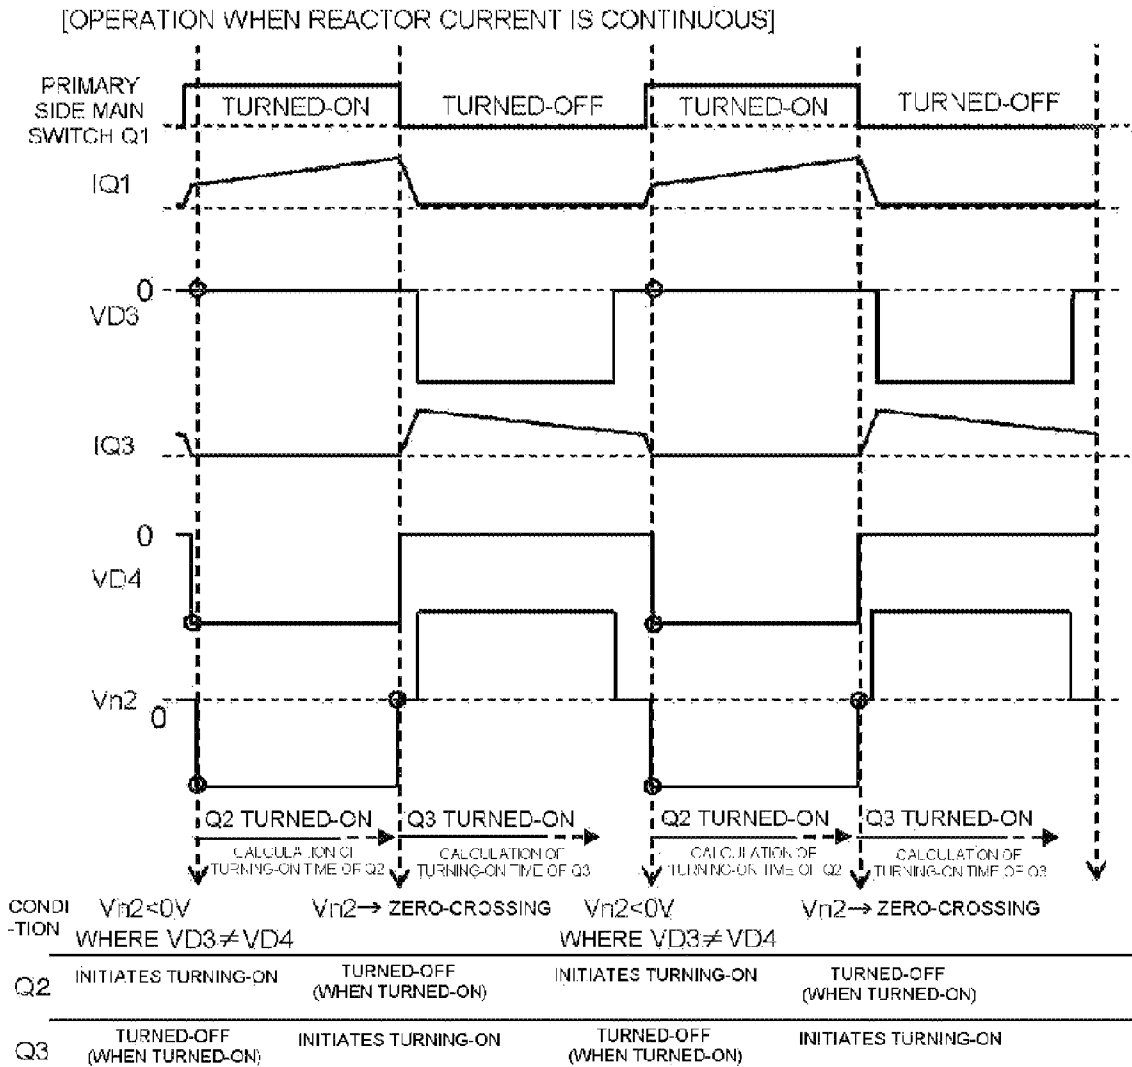 [OPERATION WHEN REACTOR CURRENT IS CONTINUOUS]
PRIMARY
SIDE MAIN
SWITCH Q1
TURNED-ON
TURNED-OFF
TURNED-ON
TURNED-OFF
IQ1
0
VD3
IQ3
0
VD4
Vn2
0
Q2 TURNED-ON
Q3 TURNED-ON
Q2 TURNED-ON
Q3 TURNED-ON
CALCULATION OF
TURNING-ON TIME OF Q2
CALCULATION OF
TURNING-ON TIME OF Q3
CALCULATION OF
TURNING-ON TIME OF Q2
CALCULATION OF
TURNING-ON TIME OF Q3
CONDI
-TION
Vn2<0V
WHERE VD3≠VD4
Vn2→ ZERO-CROSSING
Vn2<0V
WHERE VD3≠VD4
Vn2→ ZERO-CROSSING
Q2
INITIATES TURNING-ON
TURNED-OFF
(WHEN TURNED-ON)
INITIATES TURNING-ON
TURNED-OFF
(WHEN TURNED-ON)
Q3
TURNED-OFF
(WHEN TURNED-ON)
INITIATES TURNING-ON
TURNED-OFF
(WHEN TURNED-ON)
INITIATES TURNING-ON